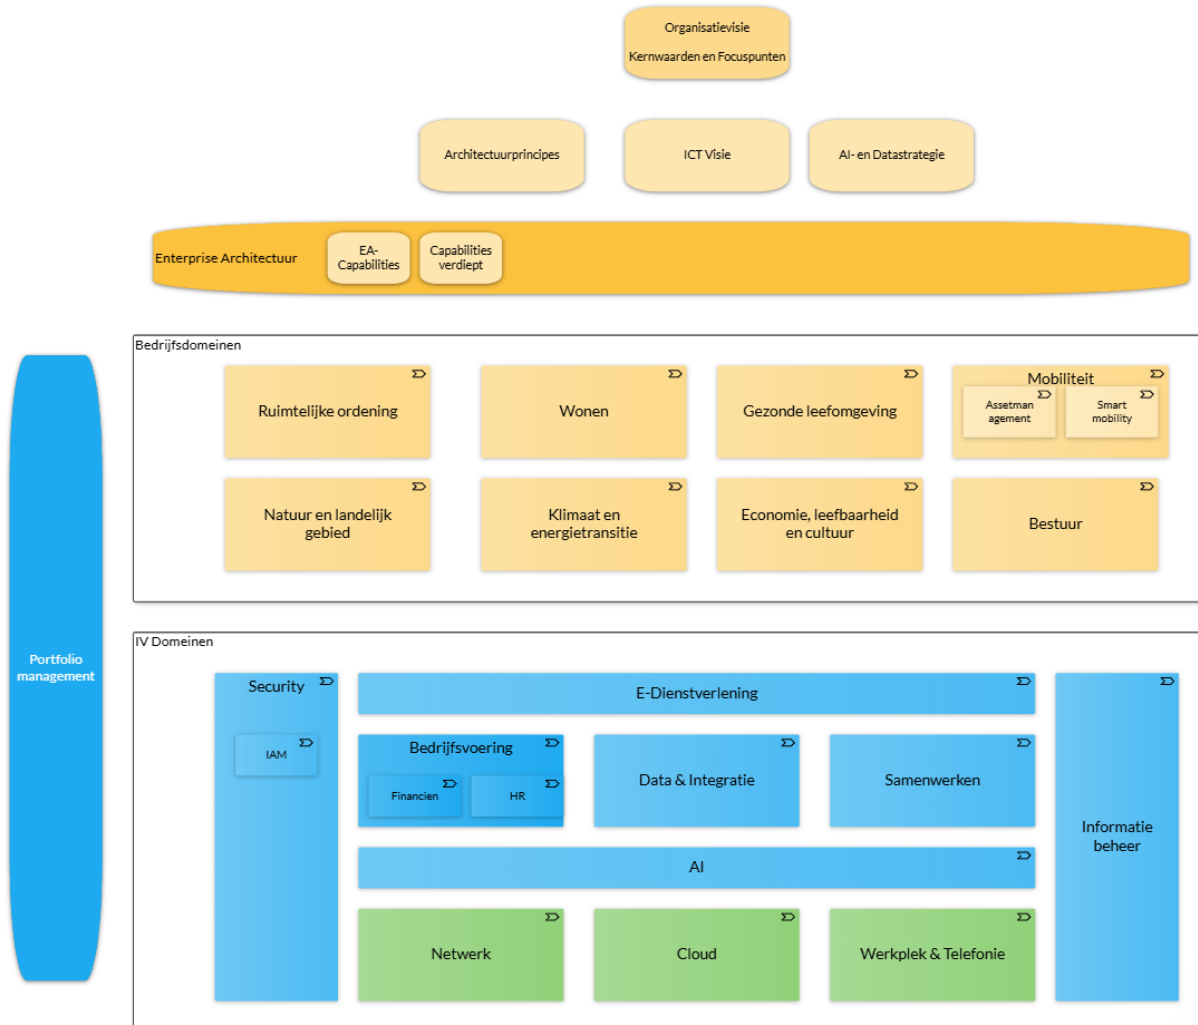 Organisatievisie
Kernwaarden en Focuspunten
Architectuurprincipes
ICT Visie
AI- en Datastrategie
Enterprise Architectuur
EA-
Capabilities
Capabilities
verdiept
Portfolio
management
Bedrijfsdomeinen
Ruimtelijke ordening
Wonen
Gezonde leefomgeving
Mobiliteit
Assetman
agement
Smart
mobility
Natuur en landelijk
gebied
Klimaat en
energietransitie
Economie, leefbaarheid
en cultuur
Bestuur
IV Domeinen
Security
IAM
E-Dienstverlening
Bedrijfsvoering
Financien
HR
Data & Integratie
Samenwerken
AI
Netwerk
Cloud
Werkplek & Telefonie
Informatie
beheer